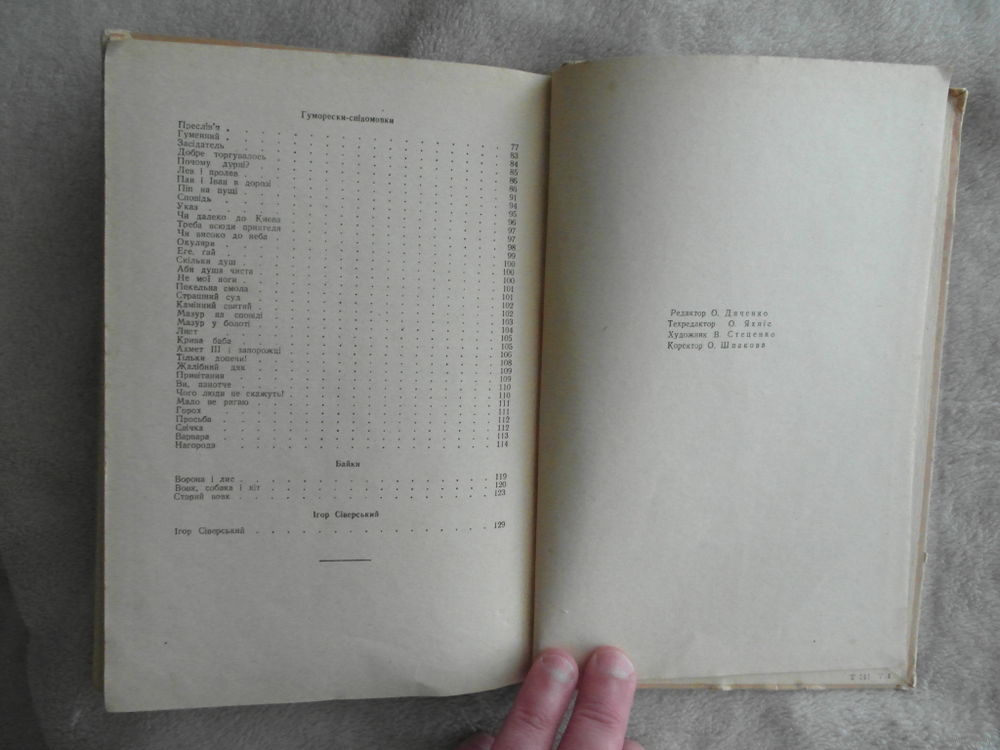 Гуморески-співомовки
Преслів'я 77
Гуменний 83
Засідатель 84
Добре торгувалось 85
Почому дурні? 86
Лев і пролев 86
Пан і Іван в дорозі 91
Піп на пущі 94
Сповідь 95
Указ 96
Чи далеко до Києва 97
Треба всюди приятеля 97
Чи високо до неба 98
Окуляри 99
Еге, гай 100
Скільки душ 100
Аби душа чиста 100
Не мої ноги 101
Пекельна смола 101
Страшний суд 102
Камінний святий 102
Мазур на сповіді 103
Мазур у болоті 104
Лист 105
Крива баба 105
Ахмет III і запорожці 106
Тільки допечи! 108
Жалібний дяк 109
109
Ви, панотче 110
Чого люди не скажуть! 110
Мало не 111
Горох 111
Просьба 112
Свічка 112
Варвара 113
Нагорода 114
Байки
Ворона і лис 119
Вовк, собака і кіт 120
Старий вовк 123
Ігор Сіверський
Ігор Сіверський 129
Редактор О. Дяченко
Техредактор О. Яхніс
Художник В. Стеценко
Коректор О. Шпакова